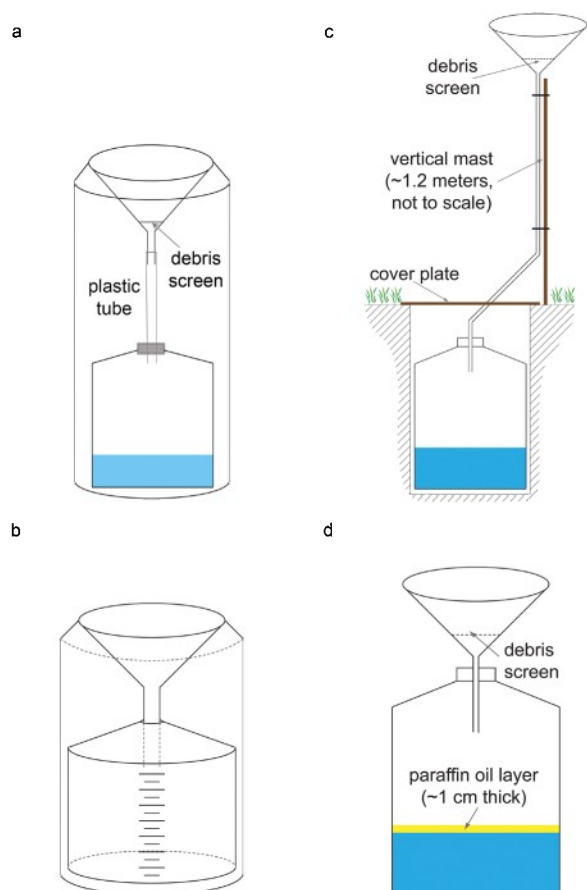 a
debris
screen
plastic
tube
c
debris
screen
vertical mast
(~1.2 meters,
not to scale)
cover plate
b
d
debris
screen
paraffin oil layer
(~1 cm thick)